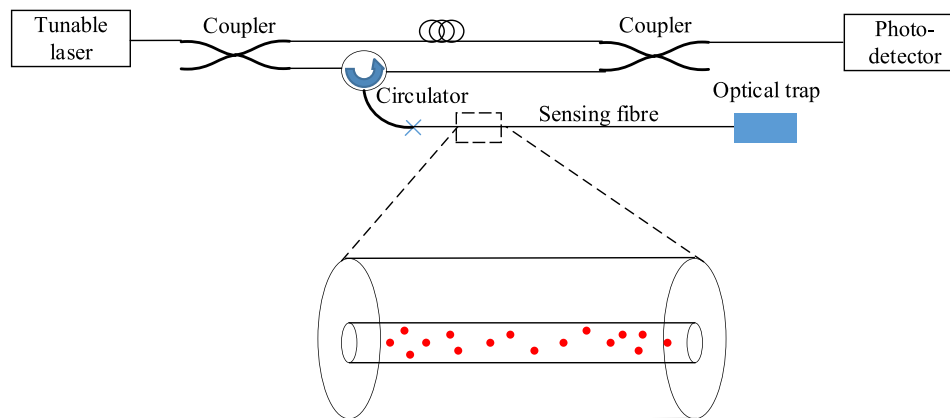 Tunable
laser
Coupler
Coupler
Photo-
detector
Circulator
Sensing fibre
Optical trap